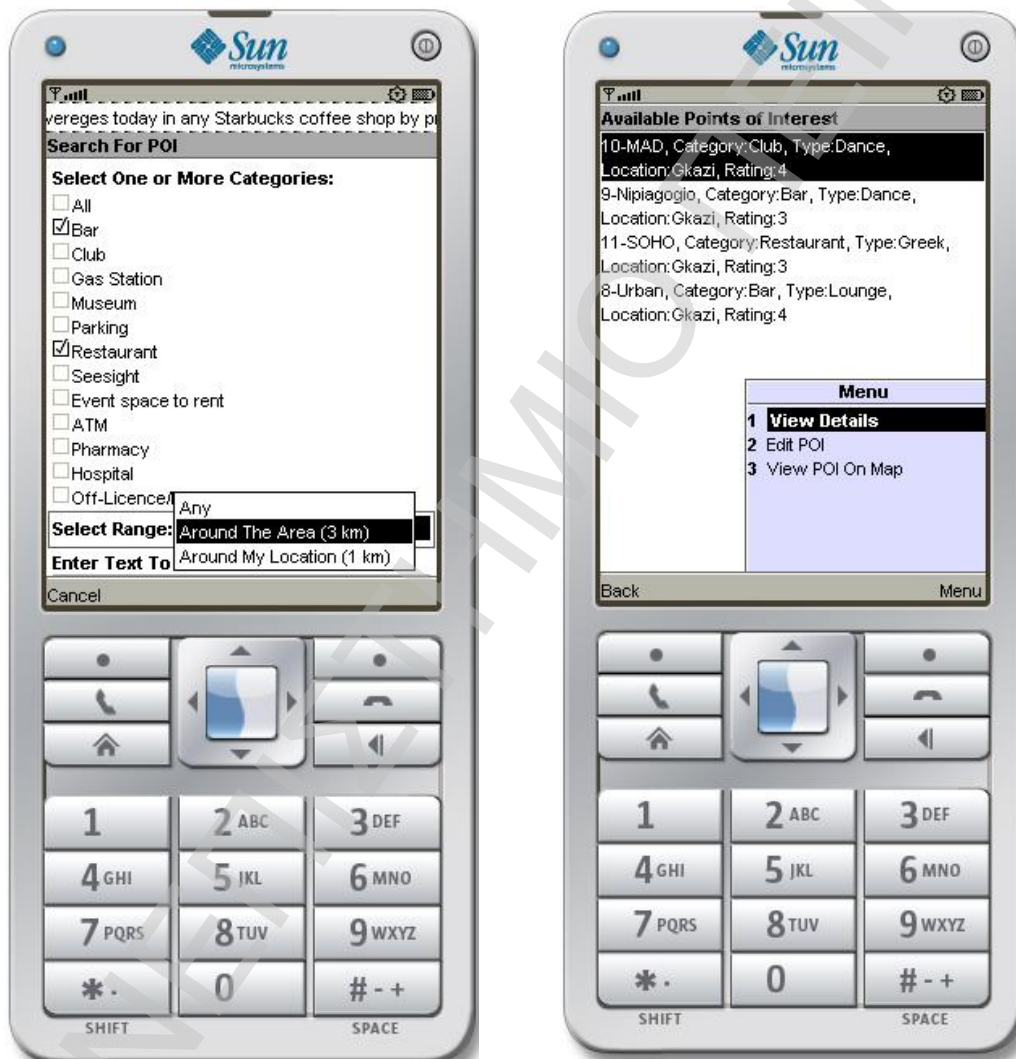 Sun
microsystems
vereges today in any Starbucks coffee shop by pr
Search For POI
Select One or More Categories:
All
Bar
Club
Gas Station
Museum
Parking
Restaurant
Seesight
Event space to rent
ATM
Pharmacy
Hospital
Off-Licence/
Any
Select Range:
Around The Area (3 km)
Around My Location (1 km)
Enter Text To
Cancel
1
2 ABC
3 DEF
4 GHI
5 JKL
6 MNO
7 PQRS
8 TUV
9 WXYZ
* .
0
# - +
SHIFT
SPACE
Sun
microsystems
Available Points of Interest
10-MAD, Category:Club, Type:Dance,
Location:Gkazi, Rating:4
9-Nipiagogio, Category:Bar, Type:Dance,
Location:Gkazi, Rating:3
11-SOHO, Category:Restaurant, Type:Greek,
Location:Gkazi, Rating:3
8-Urban, Category:Bar, Type:Lounge,
Location:Gkazi, Rating:4
Menu
1 View Details
2 Edit POI
3 View POI On Map
Back
Menu
1
2 ABC
3 DEF
4 GHI
5 JKL
6 MNO
7 PQRS
8 TUV
9 WXYZ
* .
0
# - +
SHIFT
SPACE